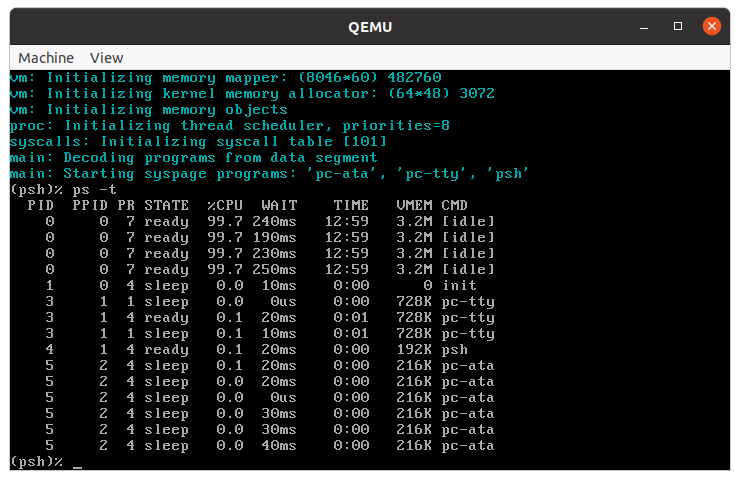 QEMU
Machine View
vm: Initializing memory mapper: (8046*60) 482760
vm: Initializing kernel memory allocator: (64*48) 3072
vm: Initializing memory objects
proc: Initializing thread scheduler, priorities=8
syscalls: Initializing syscall table [101]
main: Decoding programs from data segment
main: Starting syspage programs: 'pc-ata', 'pc-tty', 'psh'
(psh)% ps -t
PID PPID PR STATE %CPU WAIT TIME VMEM CMD
0 0 7 ready 99.7 240ms 12:59 3.2M [idle]
0 0 7 ready 99.7 190ms 12:59 3.2M [idle]
0 0 7 ready 99.7 230ms 12:59 3.2M [idle]
0 0 7 ready 99.7 250ms 12:59 3.2M [idle]
1 0 4 sleep 0.0 10ms 0:00 0 init
3 1 1 sleep 0.0 0us 0:00 728K pc-tty
3 1 4 ready 0.1 20ms 0:01 728K pc-tty
3 1 1 sleep 0.1 10ms 0:01 728K pc-tty
4 1 4 ready 0.1 20ms 0:00 192K psh
5 2 4 sleep 0.1 20ms 0:00 216K pc-ata
5 2 4 sleep 0.0 20ms 0:00 216K pc-ata
5 2 4 sleep 0.0 0us 0:00 216K pc-ata
5 2 4 sleep 0.0 30ms 0:00 216K pc-ata
5 2 4 sleep 0.0 30ms 0:00 216K pc-ata
5 2 4 sleep 0.0 40ms 0:00 216K pc-ata
(psh)% _